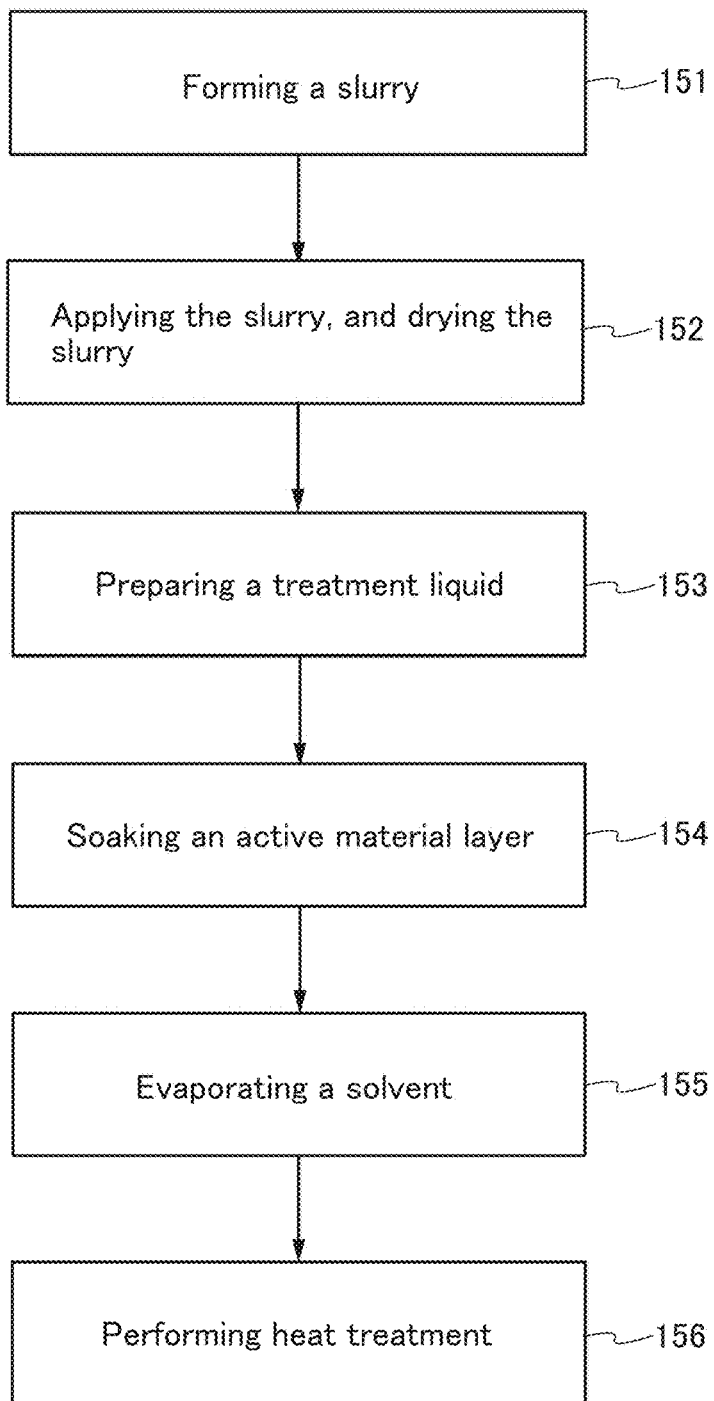 Forming a slurry
151
Applying the slurry, and drying the
slurry
152
Preparing a treatment liquid
153
Soaking an active material layer
154
Evaporating a solvent
155
Performing heat treatment
156